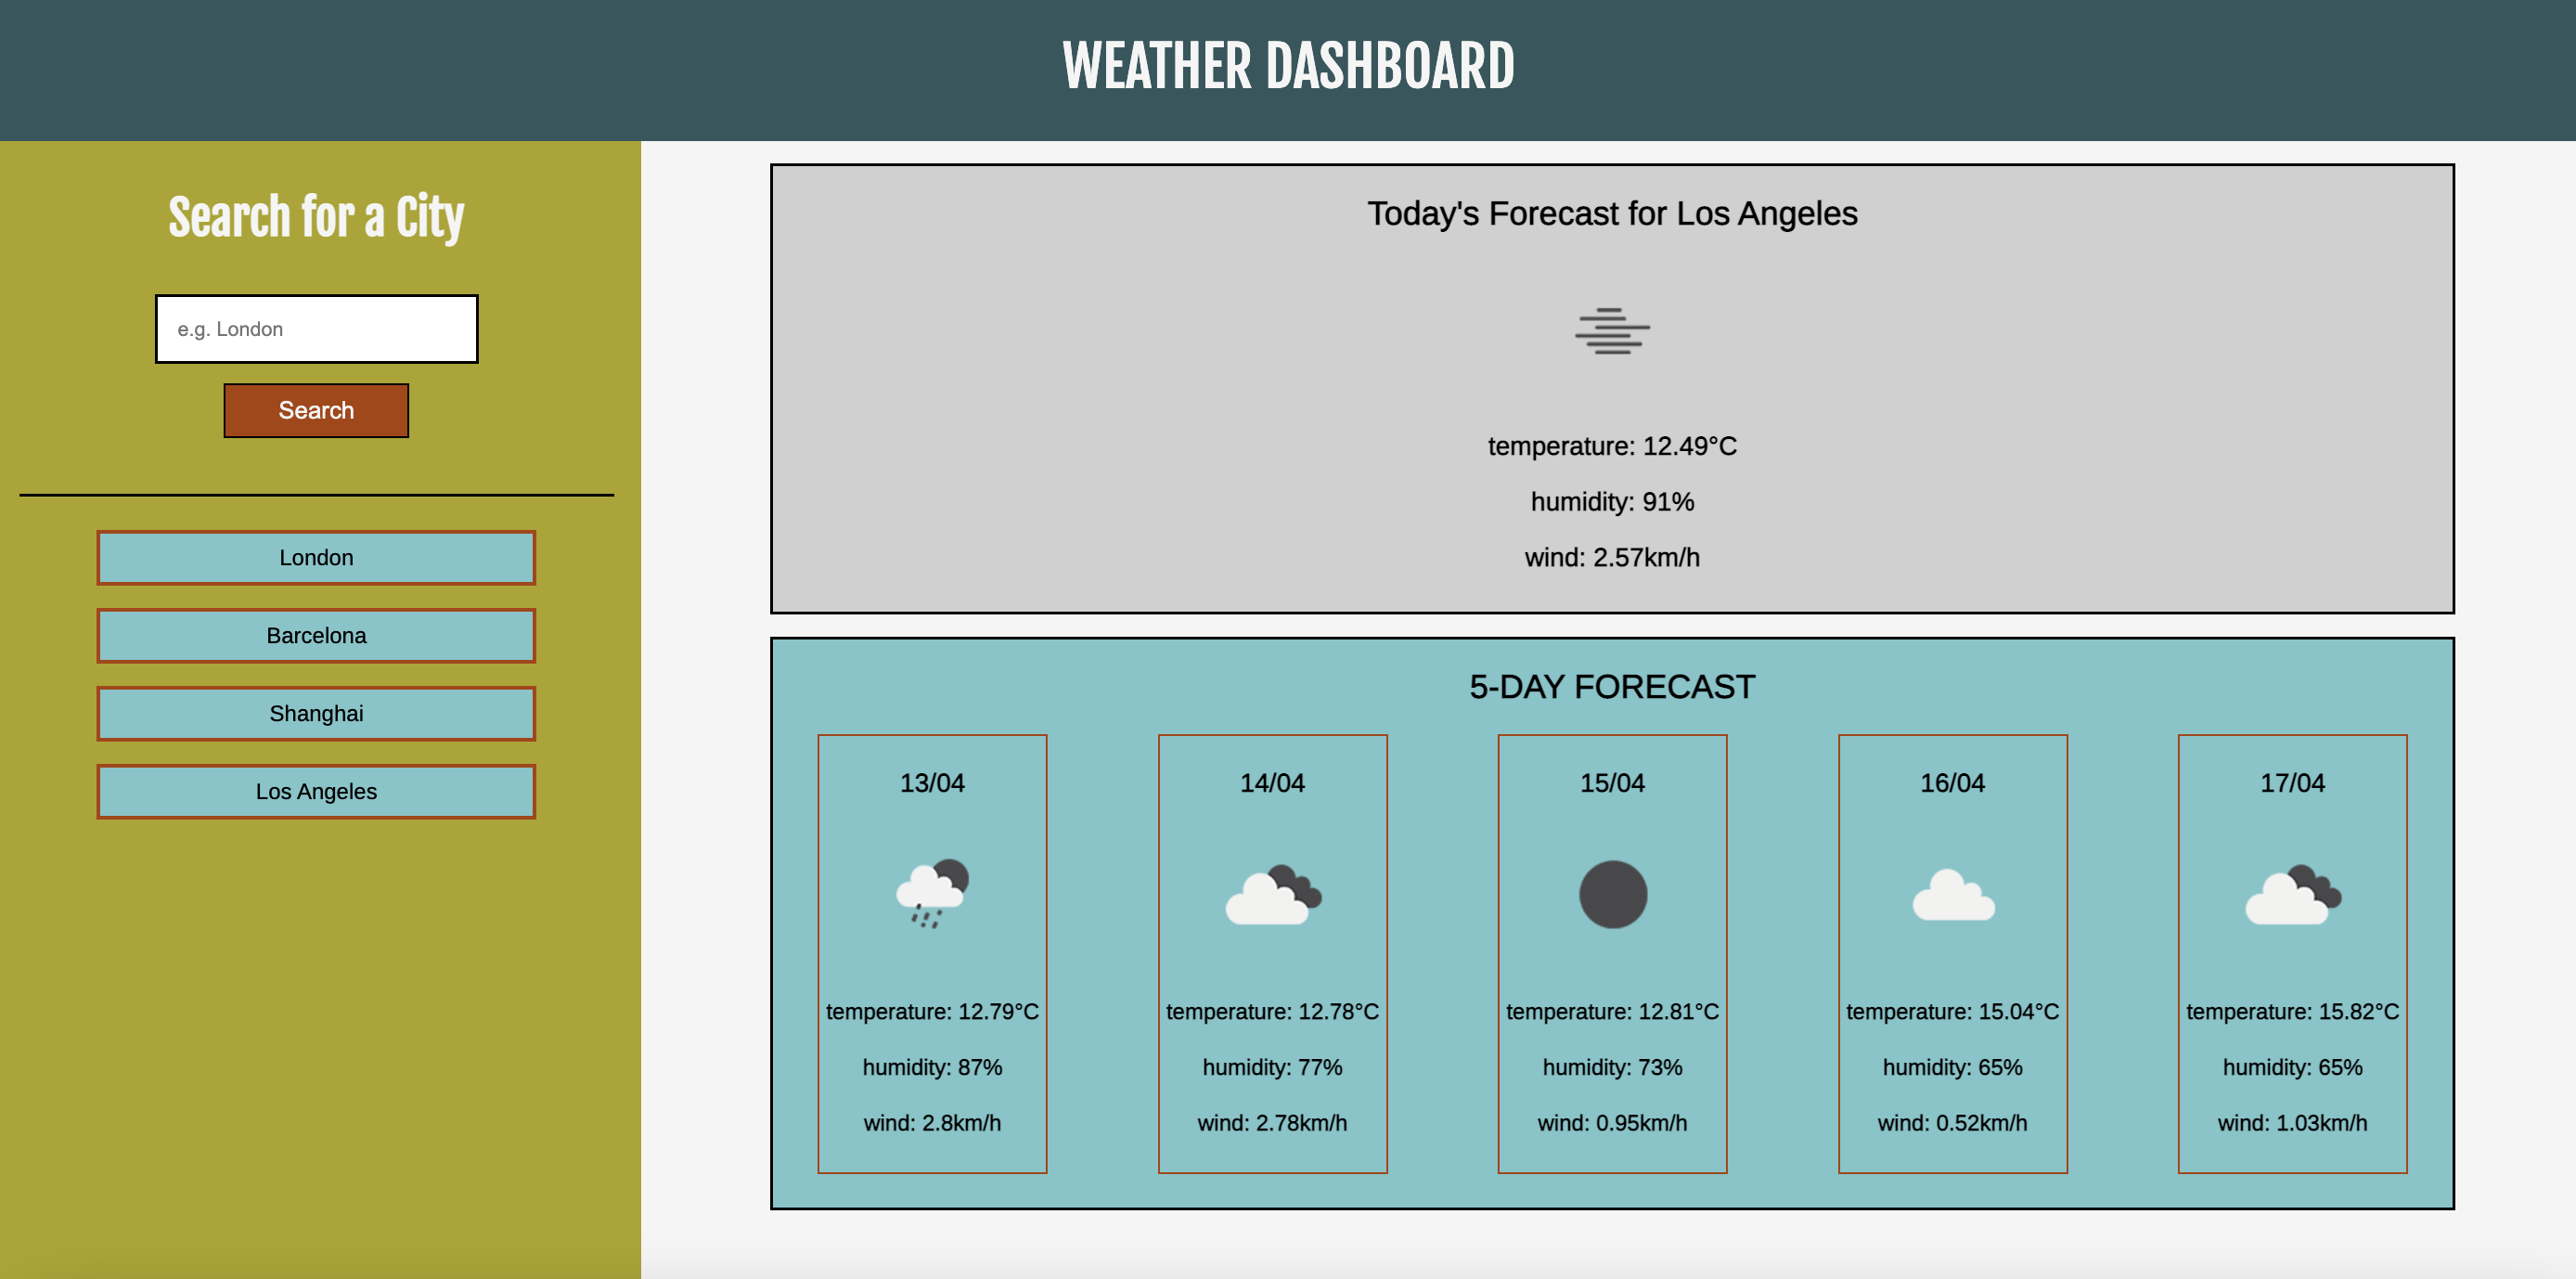 WEATHER DASHBOARD
Search for a City
e.g. London
Search
London
Barcelona
Shanghai
Los Angeles
Today's Forecast for Los Angeles
temperature: 12.49°C
humidity: 91%
wind: 2.57km/h
5-DAY FORECAST
13/04
temperature: 12.79°C
humidity: 87%
wind: 2.8km/h
14/04
temperature: 12.78°C
humidity: 77%
wind: 2.78km/h
15/04
temperature: 12.81°C
humidity: 73%
wind: 0.95km/h
16/04
temperature: 15.04°C
humidity: 65%
wind: 0.52km/h
17/04
temperature: 15.82°C
humidity: 65%
wind: 1.03km/h